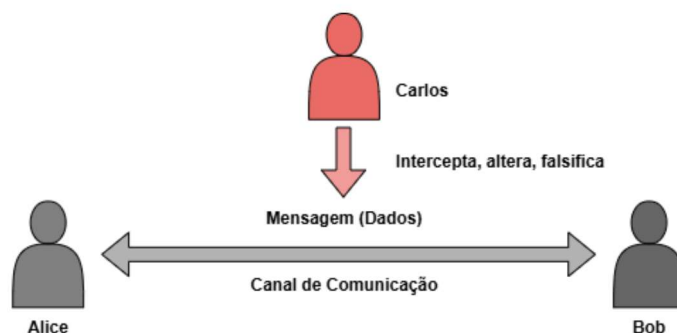 Carlos
Intercepta, altera, falsifica
Mensagem (Dados)
Canal de Comunicação
Alice
Bob